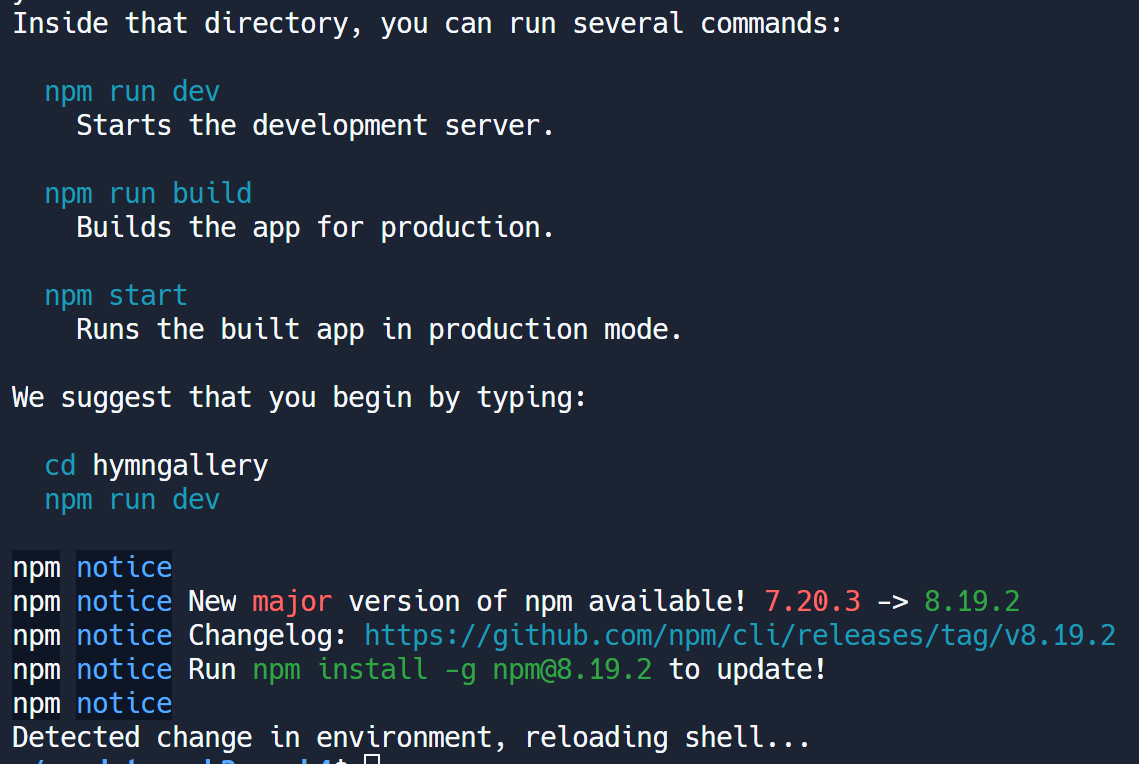 Inside that directory, you can run several commands:
npm run dev
Starts the development server.
npm run build
Builds the app for production.
npm start
Runs the built app in production mode.
We suggest that you begin by typing:
cd hymngallery
npm run dev
npm notice
npm notice New major version of npm available! 7.20.3 -> 8.19.2
npm notice Changelog: https://github.com/npm/cli/releases/tag/v8.19.2
npm notice Run npm install -g npm@8.19.2 to update!
npm notice
Detected change in environment, reloading shell...